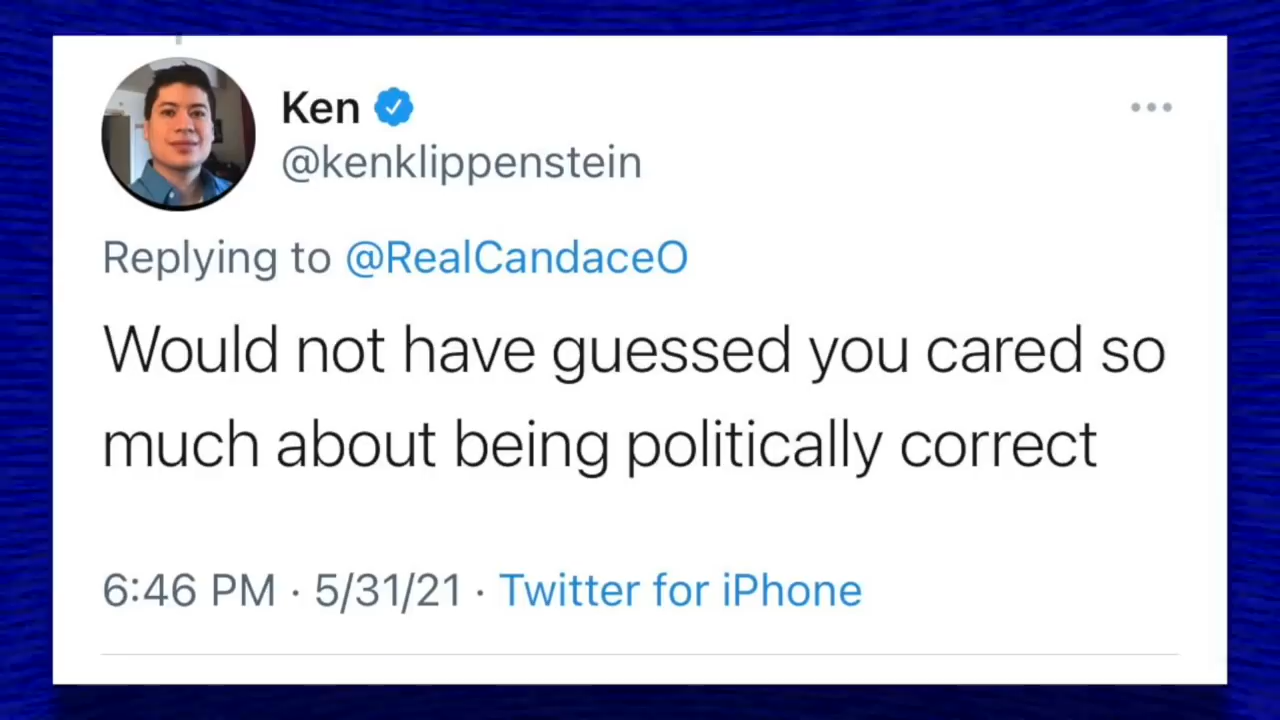 Ken
@kenklippenstein
Replying to @RealCandaceO
Would not have guessed you cared so
much about being politically correct
6:46 PM · 5/31/21 · Twitter for iPhone